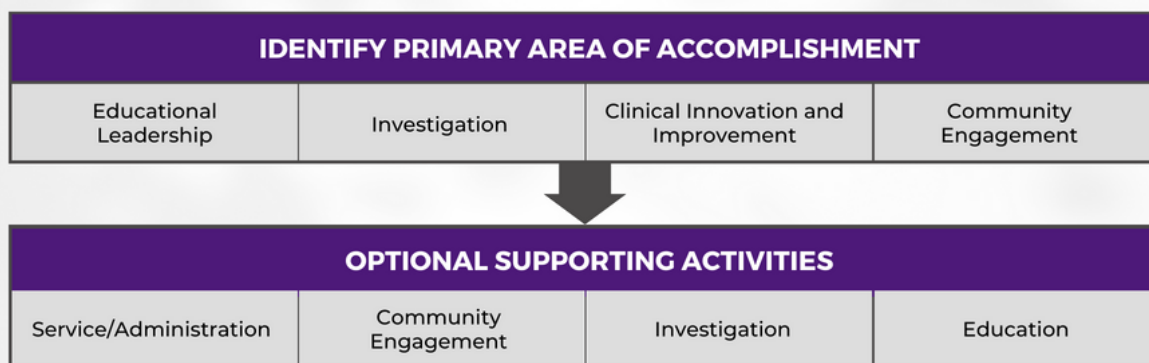 IDENTIFY PRIMARY AREA OF ACCOMPLISHMENT
Educational
Leadership
Investigation
Clinical Innovation and
Improvement
Community
Engagement
OPTIONAL SUPPORTING ACTIVITIES
Service/Administration
Community
Engagement
Investigation
Education